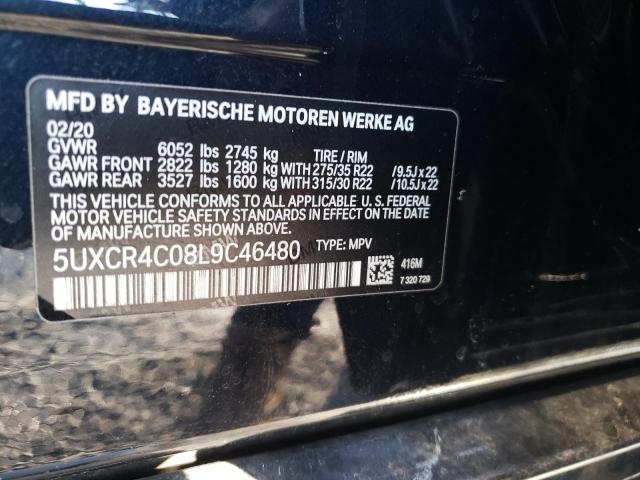 MFD BY BAYERISCHE MOTOREN WERKE AG
02/20
GVWR 6052 lbs 2745 kg TIRE / RIM
GAWR FRONT 2822 lbs 1280 kg WITH 275/35 R22 /9.5J x 22
GAWR REAR 3527 lbs 1600 kg WITH 315/30 R22 /10.5J x 22
THIS VEHICLE CONFORMS TO ALL APPLICABLE U. S. FEDERAL
MOTOR VEHICLE SAFETY STANDARDS IN EFFECT ON THE DATE
OF MANUFACTURE SHOWN ABOVE.
5UXCR4C08L9C46480 TYPE: MPV
416M
7 320 729